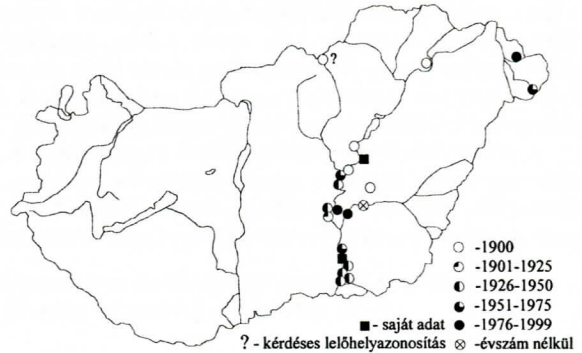 ?
-1900
-1901-1925
-1926-1950
-1951-1975
■ - saját adat ● -1976-1999
? - kérdéses lelőhelyazonosítás ⊗ -évszám nélkül